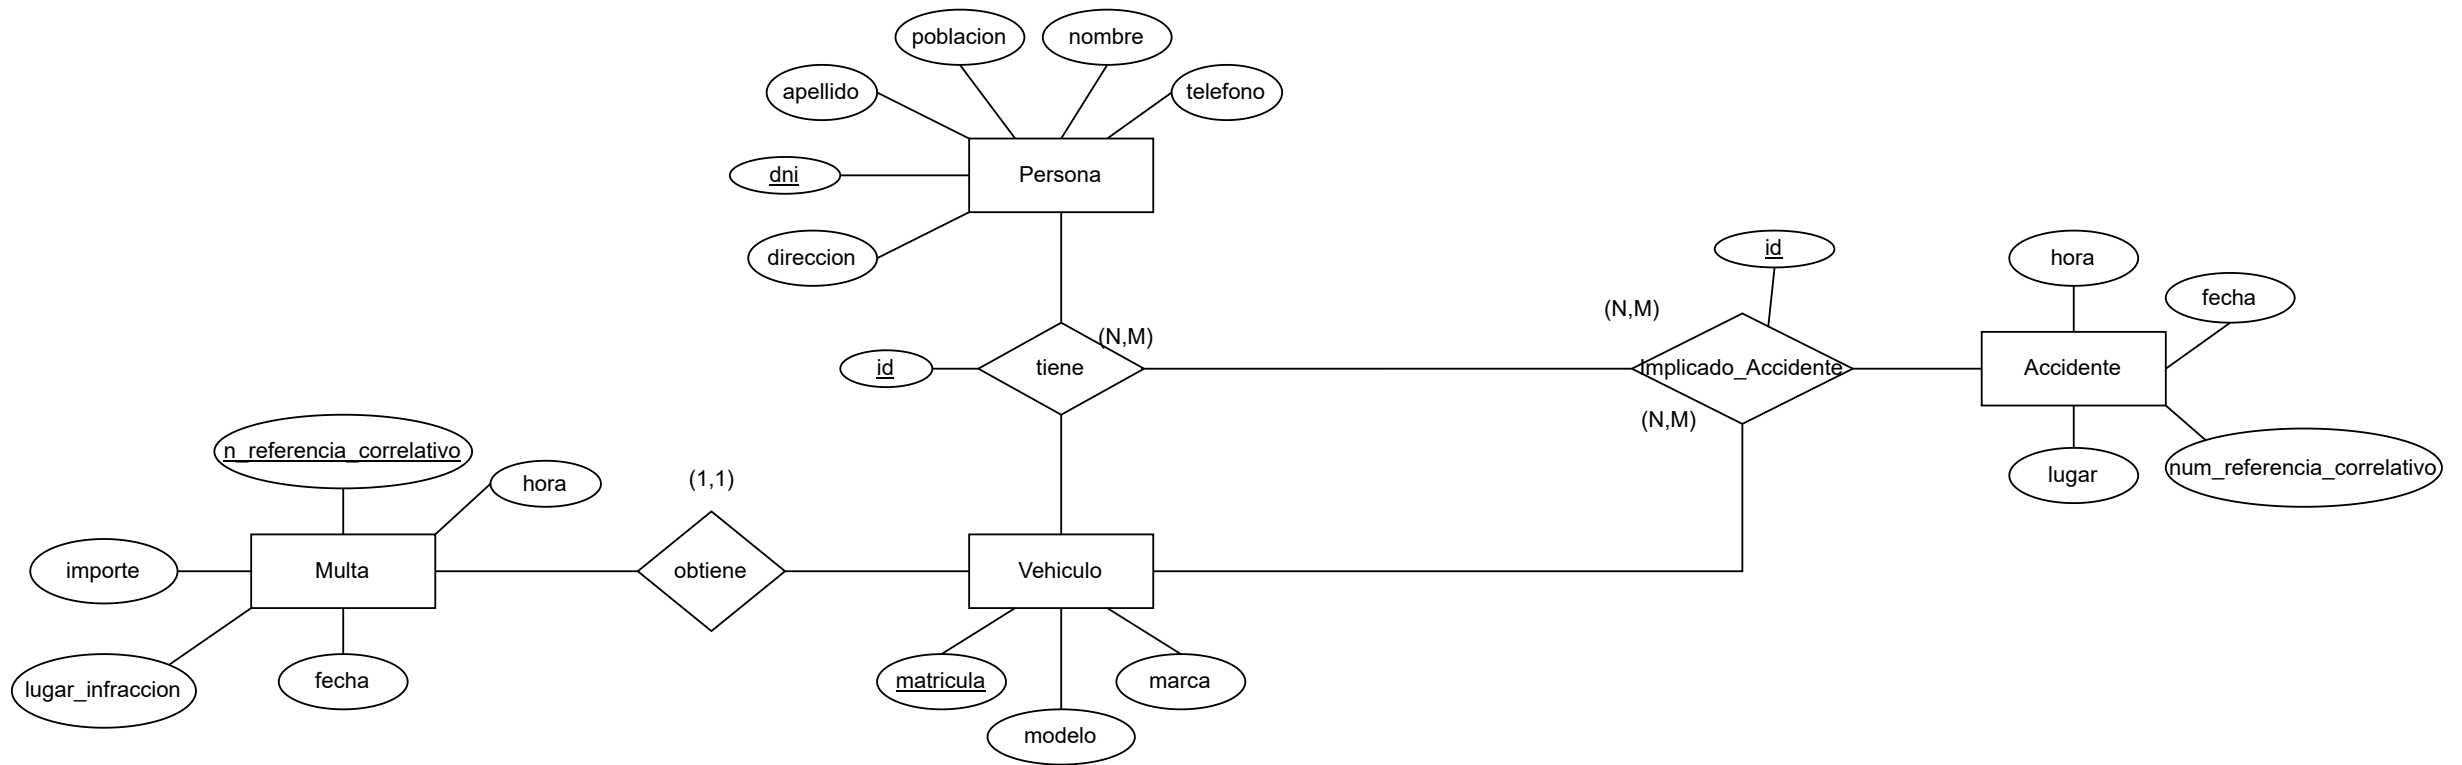 poblacion
nombre
apellido
telefono
dni
Persona
direccion
id
hora
fecha
(N,M)
(N,M)
id
tiene
Implicado_Accidente
Accidente
(N,M)
n_referencia_correlativo
hora
(1,1)
lugar
num_referencia_correlativo
importe
Multa
obtiene
Vehiculo
lugar_infraccion
fecha
matricula
marca
modelo